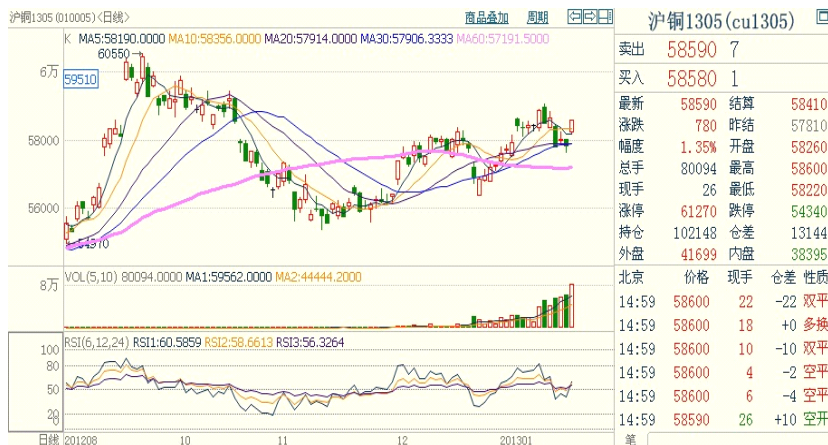 沪铜1305 (010005) <日线>
商品叠加 周期
K MA5:58190.0000 MA10:58356.0000 MA20:57914.0000 MA30:57906.3333 MA60:57191.5000
60550
6万
59510
58000
56000
54370
VOL(5,10) 80094.0000 MA1:59562.0000 MA2:44444.2000
8万
RSI(6,12,24) RSI1:60.5859 RSI2:58.6613 RSI3:56.3264
100
80
50
20
0
日线 201208 10 11 12 201301
沪铜1305(cu1305)
卖出 58590 7
买入 58580 1
最新 58590 结算 58410
涨跌 780 昨结 57810
幅度 1.35% 开盘 58260
总手 80094 最高 58600
现手 26 最低 58220
涨停 61270 跌停 54340
持仓 102148 仓差 13144
外盘 41699 内盘 38395
北京 价格 现手 仓差 性质
14:59 58600 22 -22 双平
14:59 58600 18 +0 多换
14:59 58600 10 -10 双平
14:59 58600 4 -2 空平
14:59 58600 6 -4 空平
14:59 58590 26 +10 空开
笔